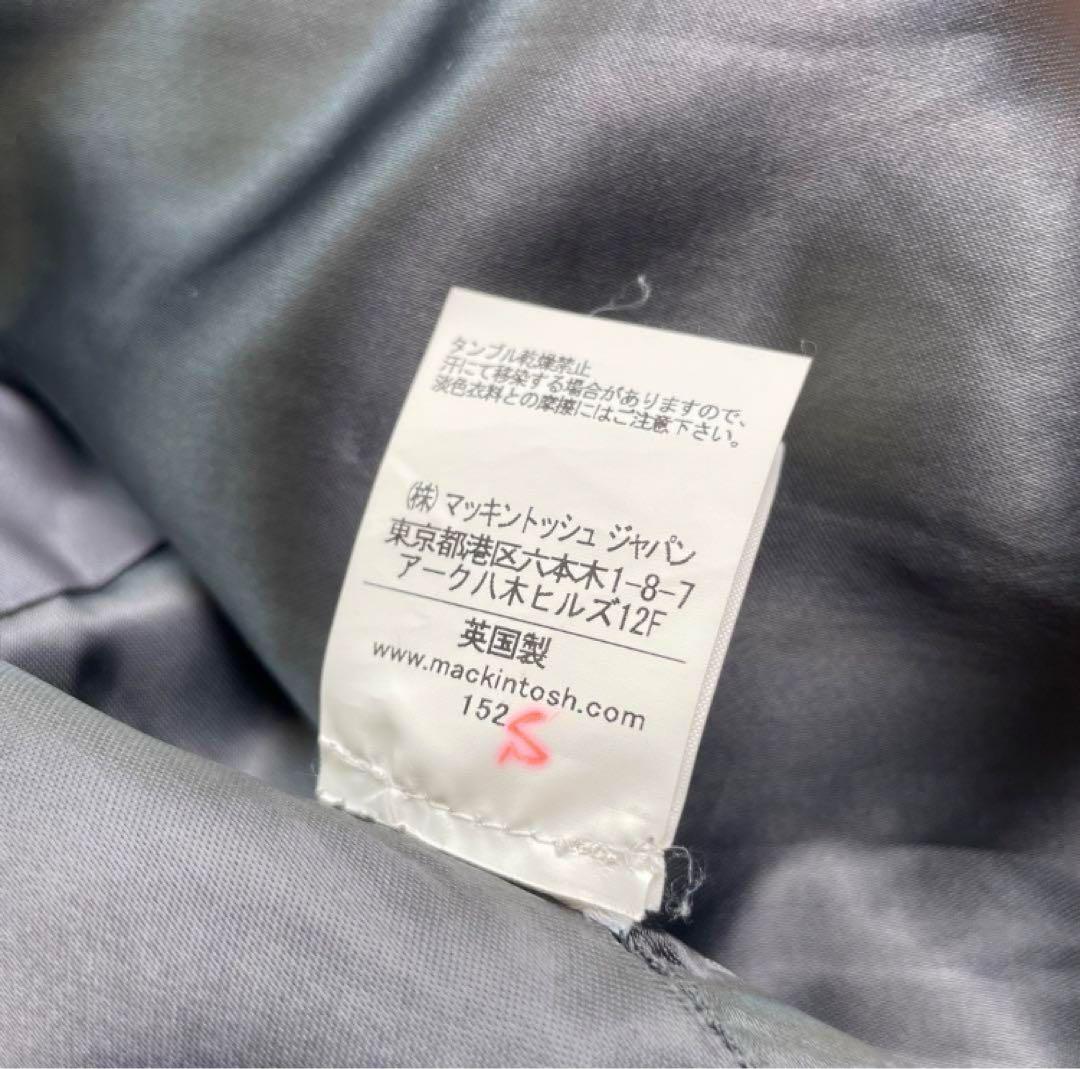 タンブル乾燥禁止
汗にて移染する場合がありますので、
淡色衣料との摩擦にはご注意下さい。
(株) マッキントッシュ ジャパン
東京都港区六本木1-8-7
アーク八木ヒルズ12F
英国製
www.mackintosh.com
152 S